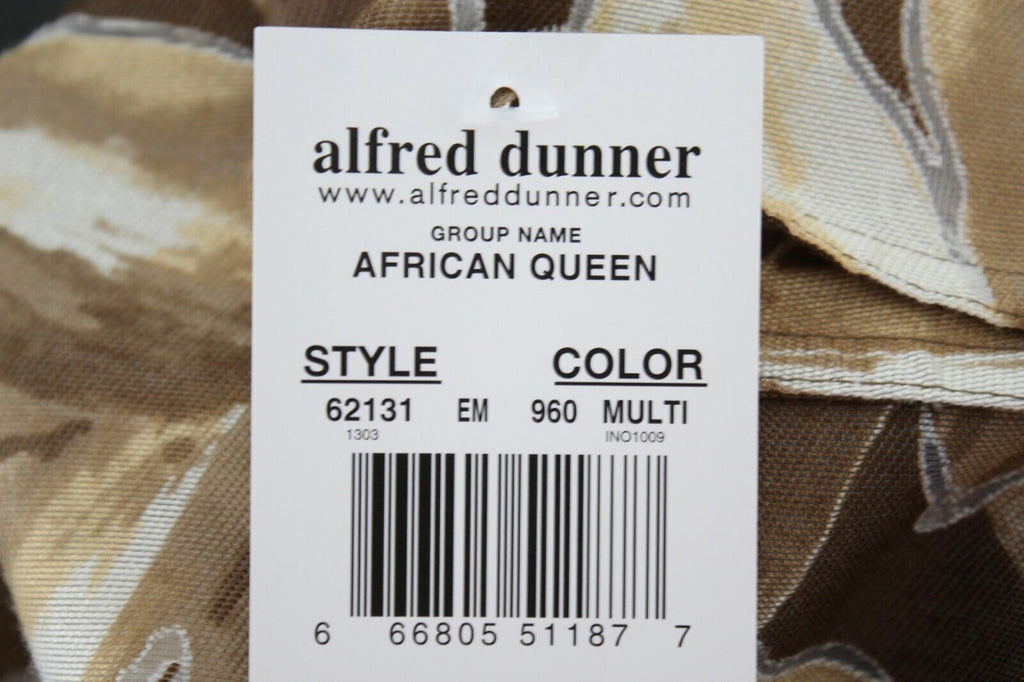 alfred dunner
www.alfreddunner.com
GROUP NAME
AFRICAN QUEEN
STYLE COLOR
62131 EM 960 MULTI
1303 INO1009
6 66805 51187 7